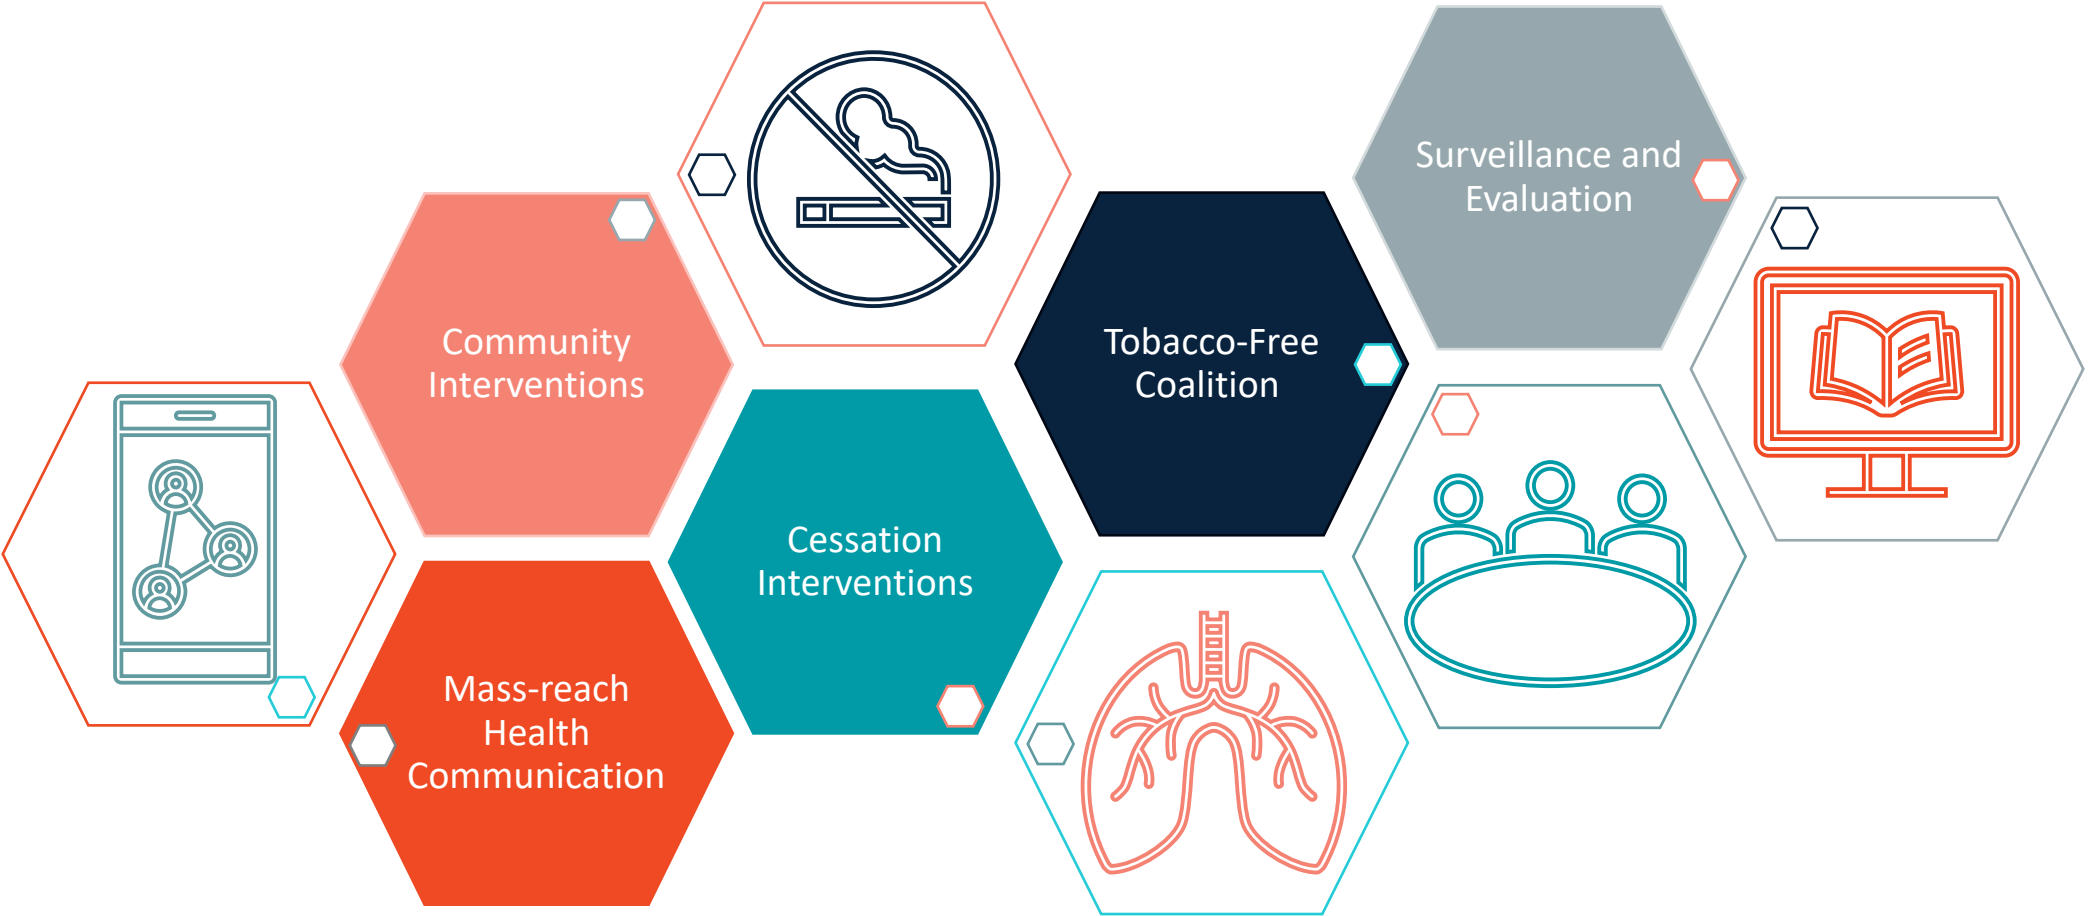 Community
Interventions
Mass-reach
Health
Communication
Cessation
Interventions
Tobacco-Free
Coalition
Surveillance and
Evaluation